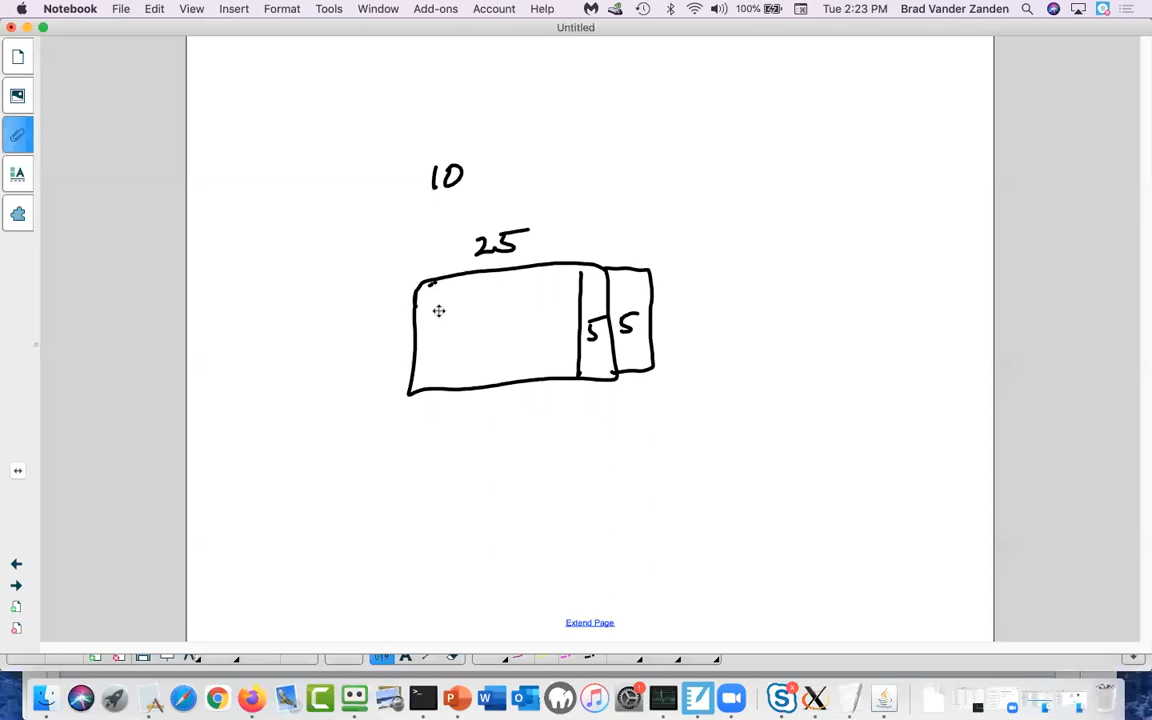 Notebook File Edit View Insert Format Tools Window Add-ons Account Help 100% Tue 2:23 PM Brad Vander Zanden
Untitled
10
25
5 5
Extend Page